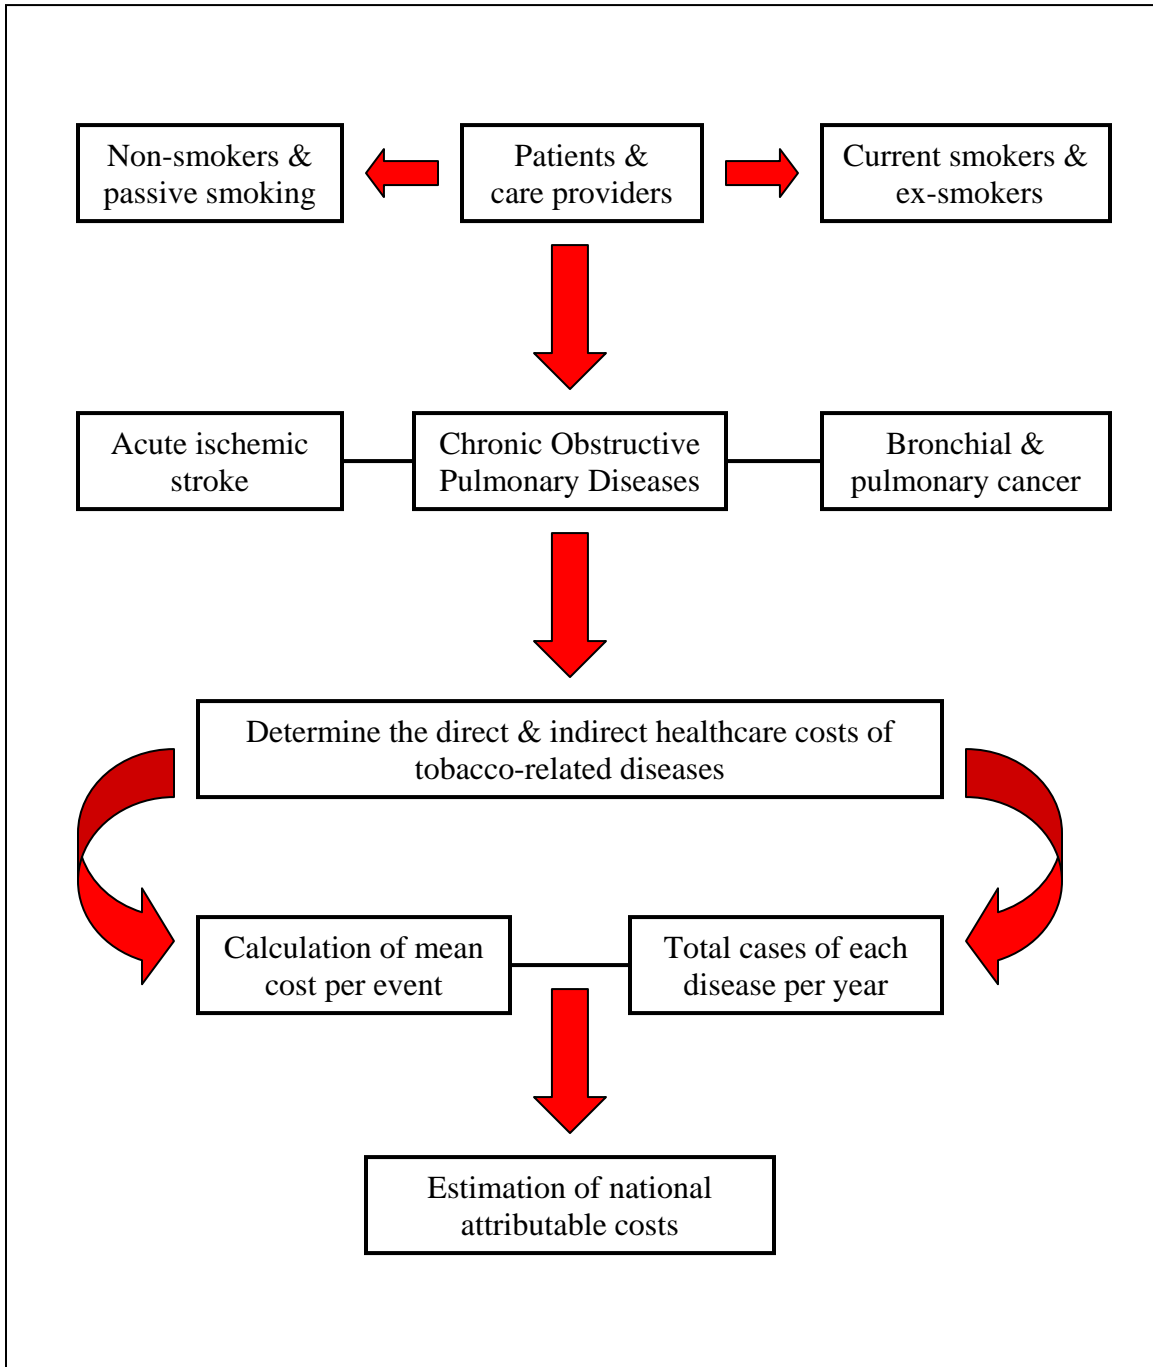 Non-smokers &
passive smoking
Patients &
care providers
Current smokers &
ex-smokers
Acute ischemic
stroke
Chronic Obstructive
Pulmonary Diseases
Bronchial &
pulmonary cancer
Determine the direct & indirect healthcare costs of
tobacco-related diseases
Calculation of mean
cost per event
Total cases of each
disease per year
Estimation of national
attributable costs